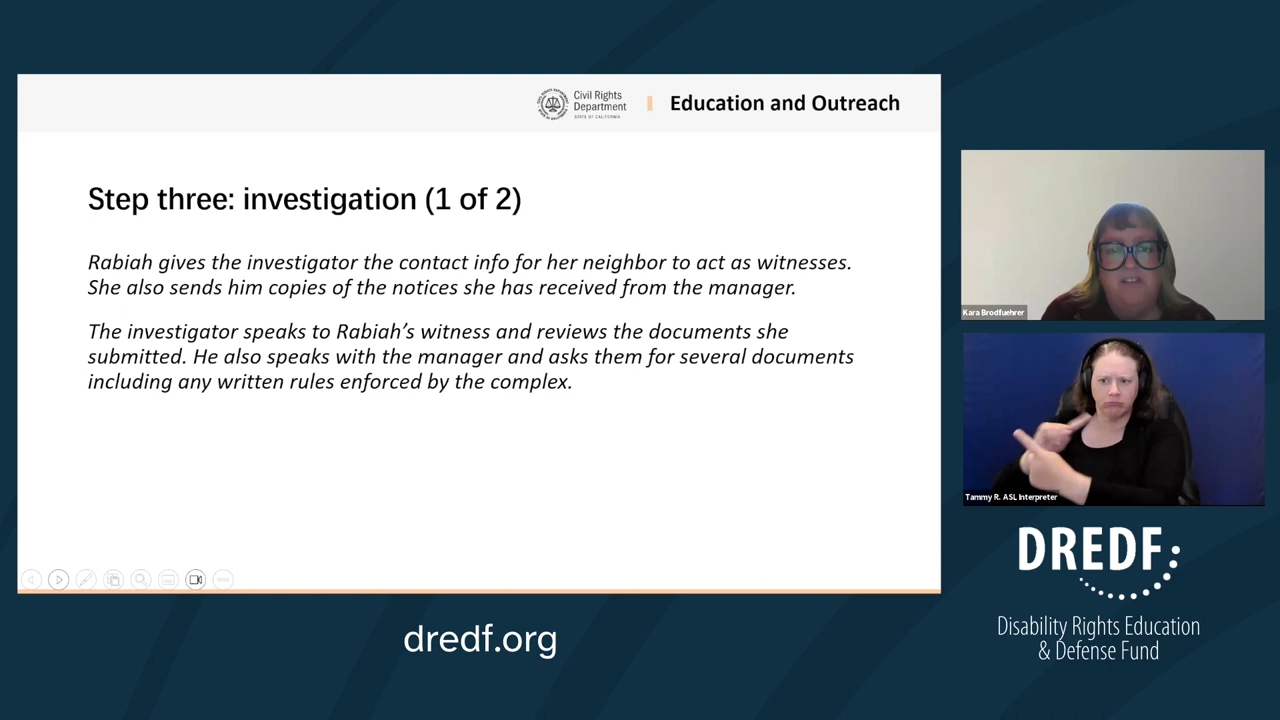 Civil Rights
Department
STATE OF CALIFORNIA
Education and Outreach
Step three: investigation (1 of 2)
Rabiah gives the investigator the contact info for her neighbor to act as witnesses.
She also sends him copies of the notices she has received from the manager.
The investigator speaks to Rabiah’s witness and reviews the documents she
submitted. He also speaks with the manager and asks them for several documents
including any written rules enforced by the complex.
Kara Brodfuehrer
Tammy R. ASL Interpreter
DREDF
Disability Rights Education
& Defense Fund
dredf.org